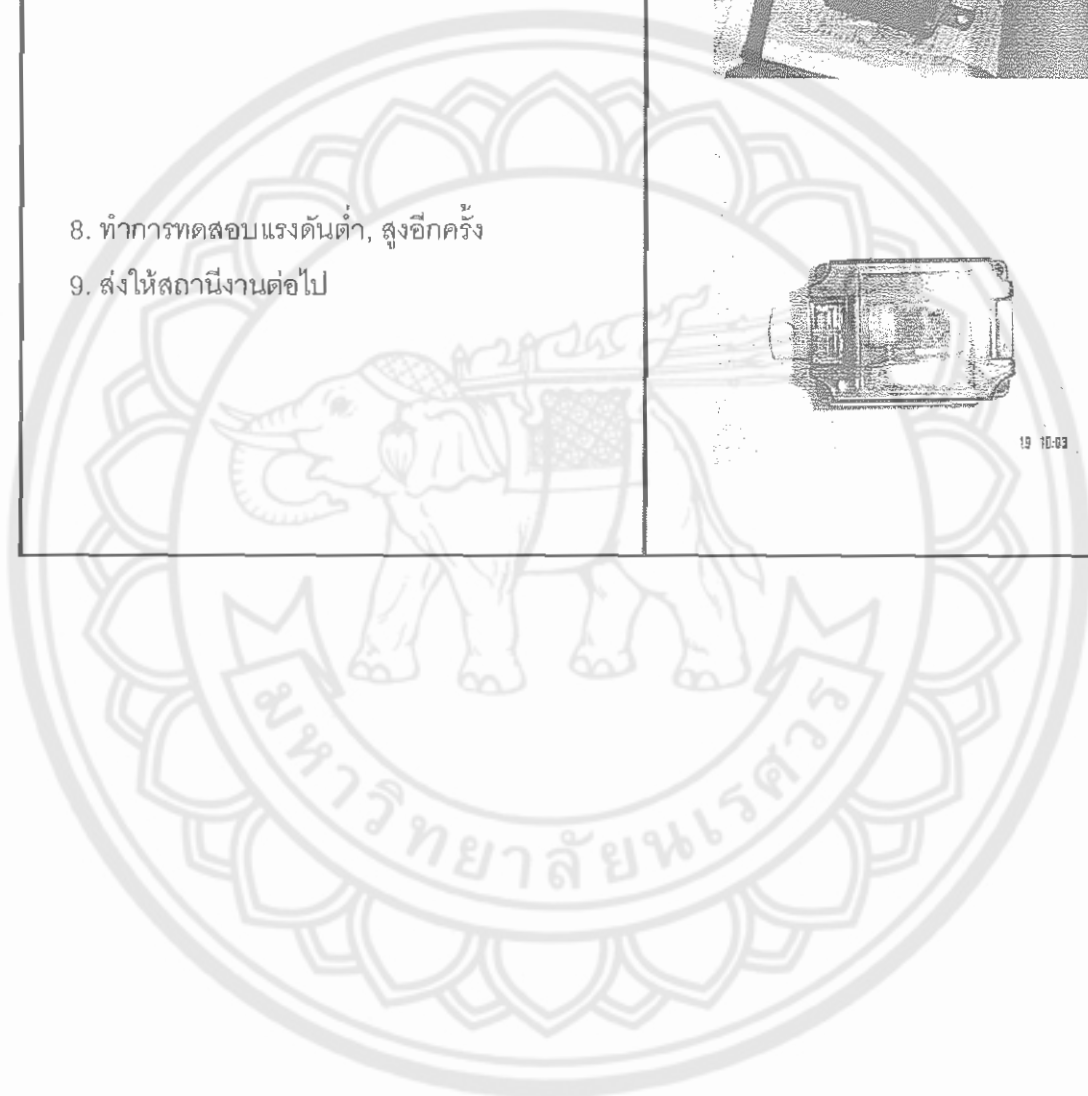 8. ทำการทดสอบแรงดันต่ำ, สูงอีกครั้ง
9. ส่งให้สถานีงานต่อไป
19 10:03
มหาวิทยาลัยนเรศวร